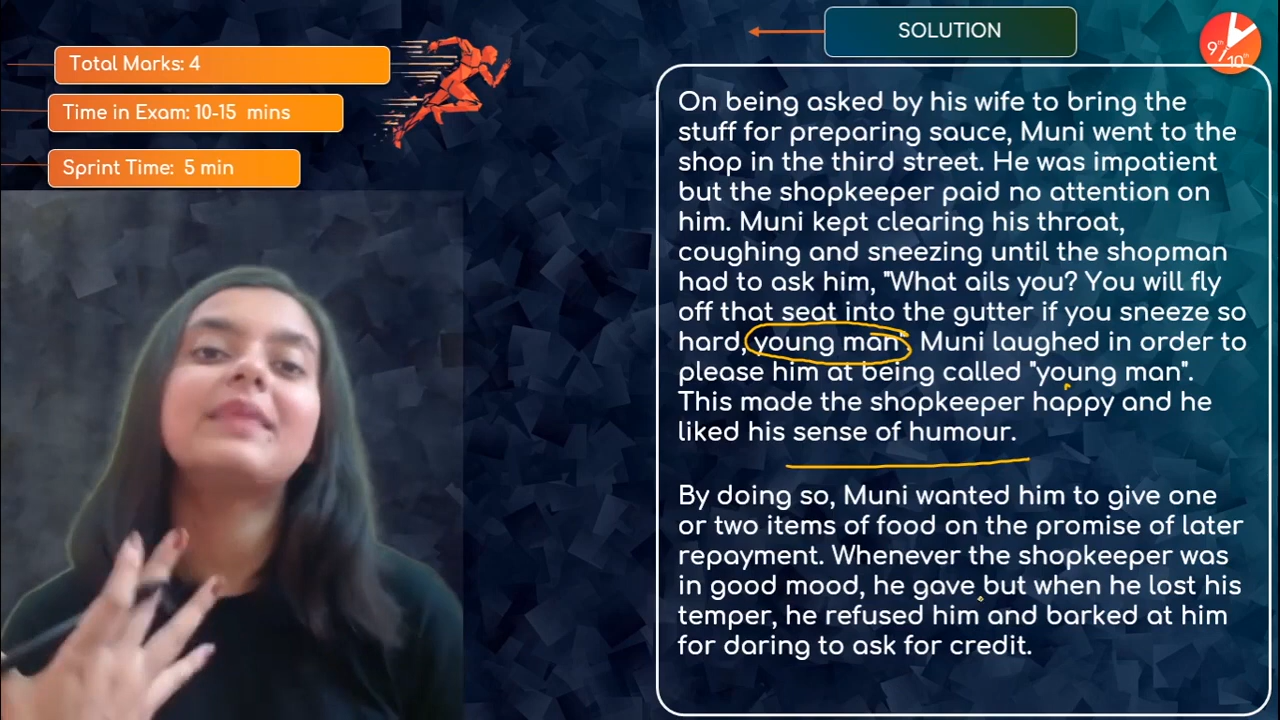 Total Marks: 4
Time in Exam: 10-15 mins
Sprint Time: 5 min
SOLUTION
9th
10th
On being asked by his wife to bring the
stuff for preparing sauce, Muni went to the
shop in the third street. He was impatient
but the shopkeeper paid no attention on
him. Muni kept clearing his throat,
coughing and sneezing until the shopman
had to ask him, "What ails you? You will fly
off that seat into the gutter if you sneeze so
hard, young man". Muni laughed in order to
please him at being called "young man".
This made the shopkeeper happy and he
liked his sense of humour.
By doing so, Muni wanted him to give one
or two items of food on the promise of later
repayment. Whenever the shopkeeper was
in good mood, he gave but when he lost his
temper, he refused him and barked at him
for daring to ask for credit.